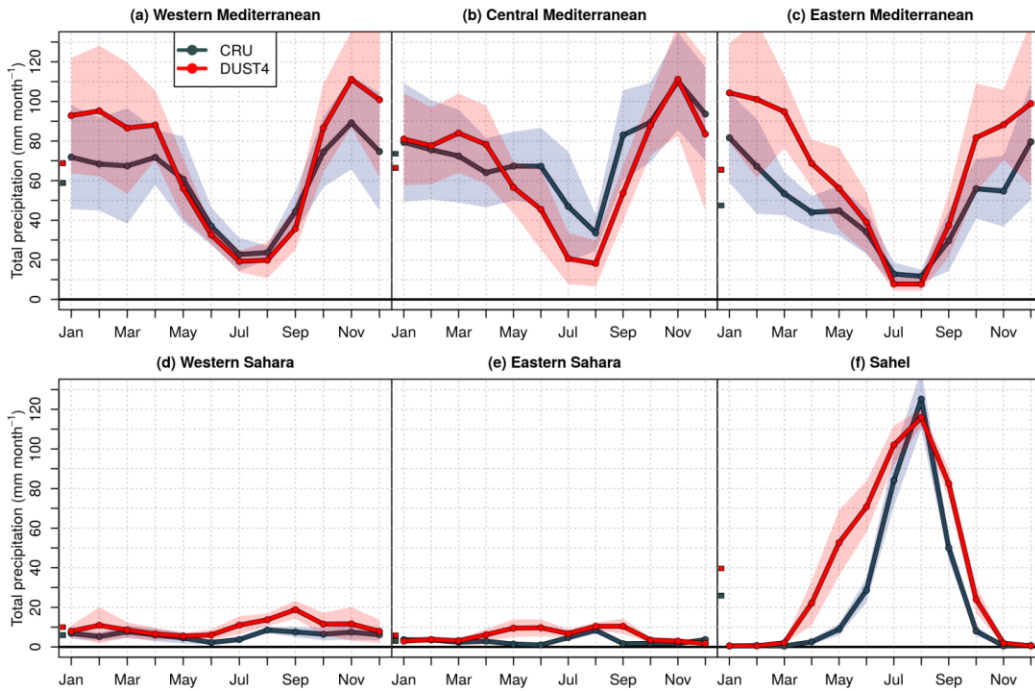 (a) Western Mediterranean
(b) Central Mediterranean
(c) Eastern Mediterranean
CRU
DUST4
Total precipitation (mm month⁻¹)
120
100
80
60
40
20
0
Jan Mar May Jul Sep Nov
Jan Mar May Jul Sep Nov
Jan Mar May Jul Sep Nov
(d) Western Sahara
(e) Eastern Sahara
(f) Sahel
Total precipitation (mm month⁻¹)
120
100
80
60
40
20
0
Jan Mar May Jul Sep Nov
Jan Mar May Jul Sep Nov
Jan Mar May Jul Sep Nov